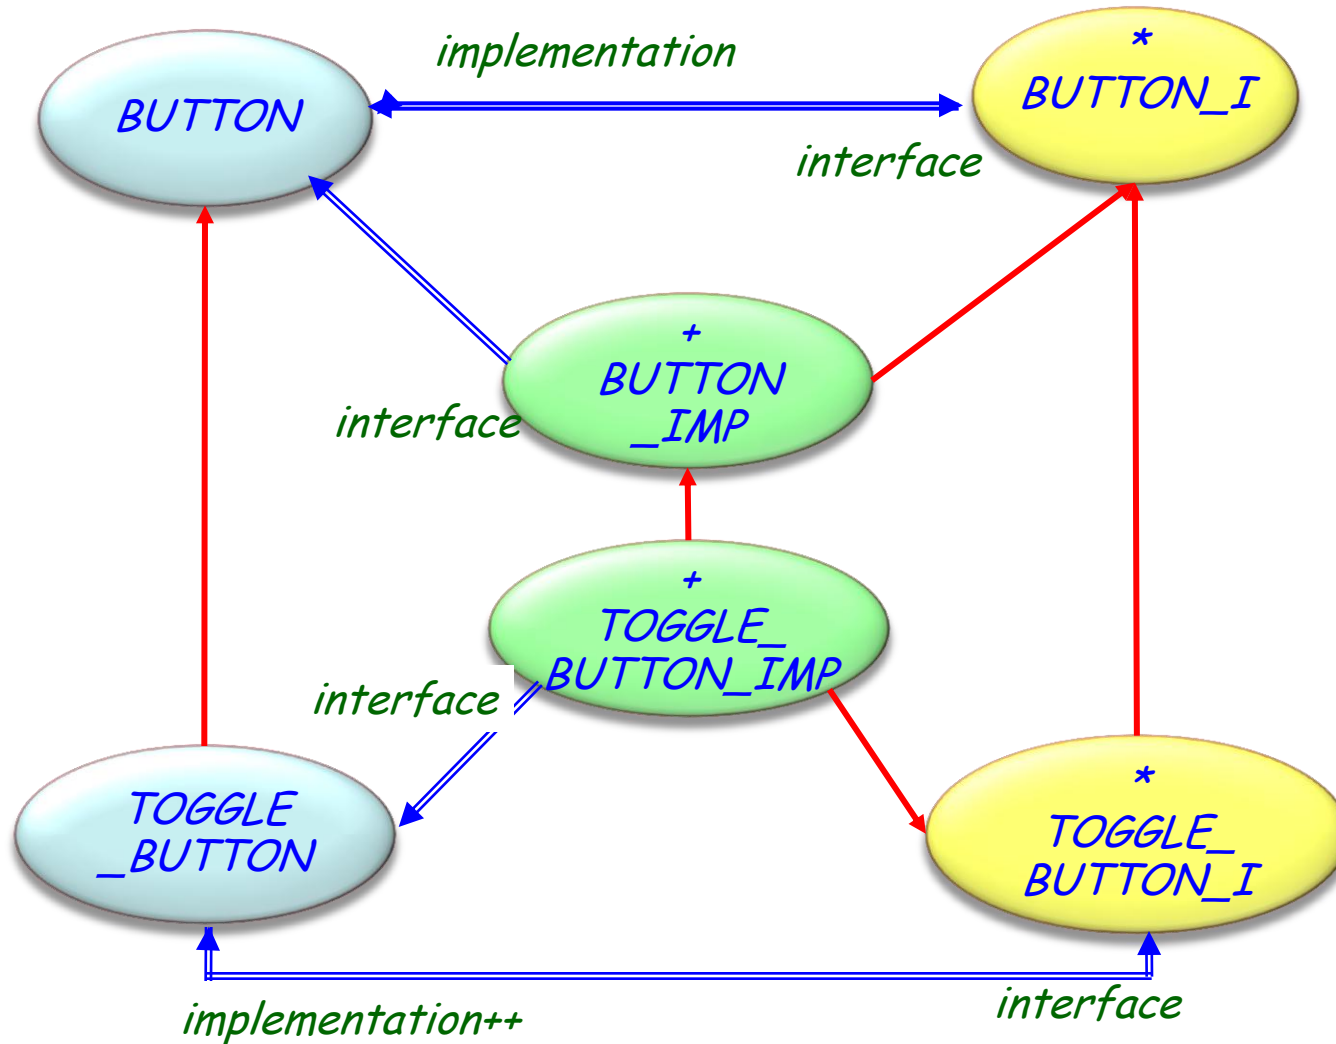 implementation
*
BUTTON
BUTTON_I
interface
+
BUTTON
_IMP
interface
+
TOGGLE_
BUTTON_IMP
interface
TOGGLE
_BUTTON
*
TOGGLE_
BUTTON_I
implementation++
interface